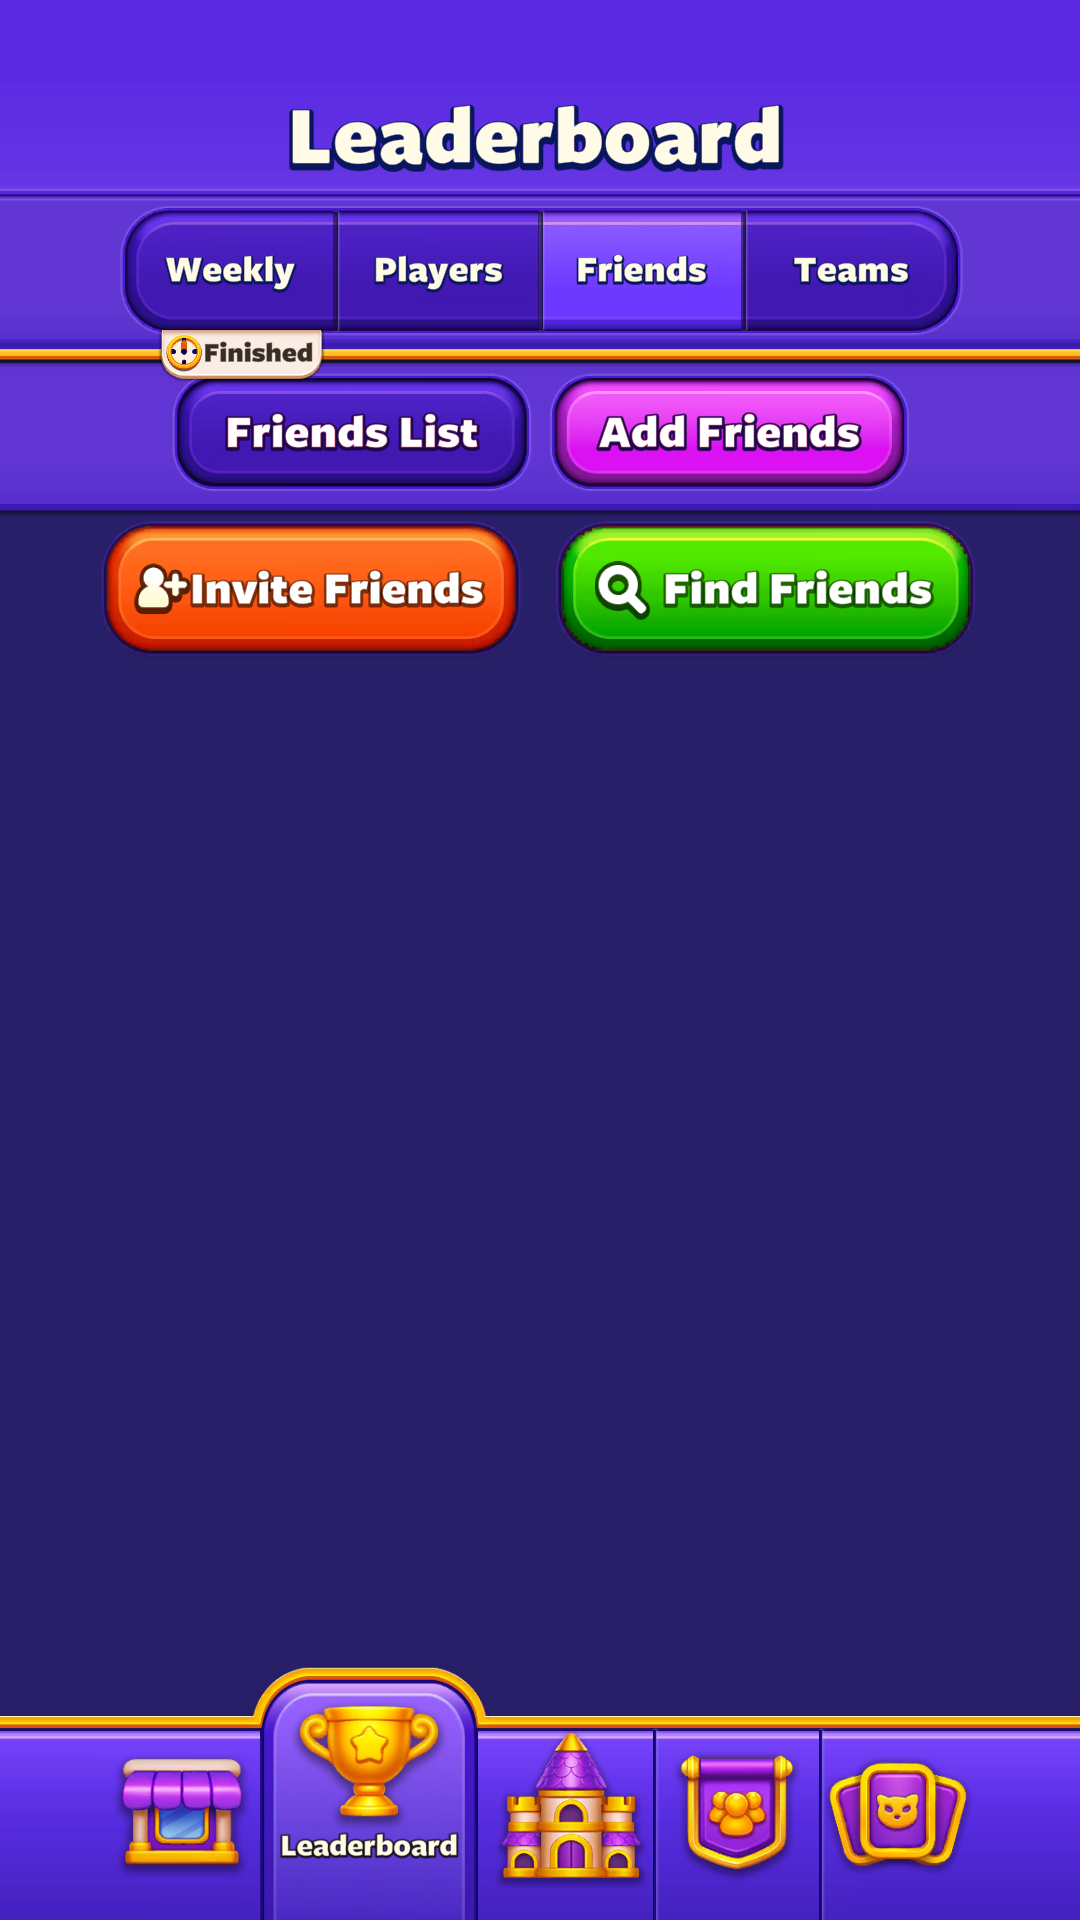 Leaderboard
Weekly
Players
Friends
Teams
Finished
Friends List
Add Friends
Invite Friends
Find Friends
Leaderboard